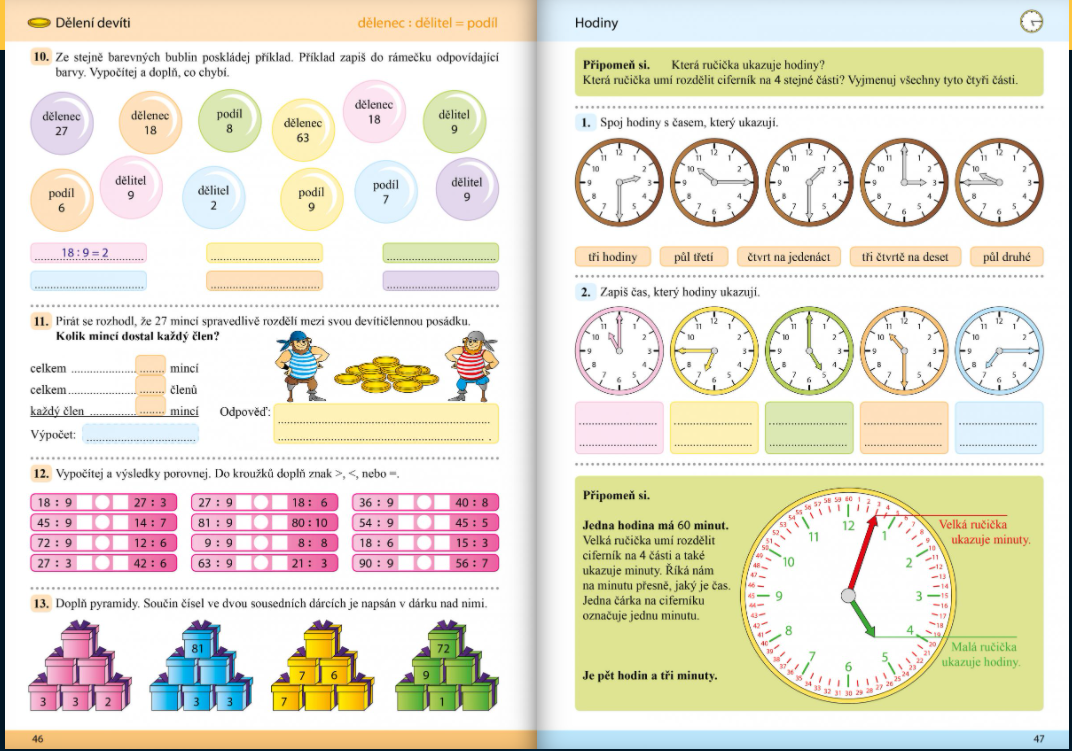 Dělení devíti
dělenec : dělitel = podíl
10. Ze stejně barevných bublin poskládej příklad. Příklad zapiš do rámečku odpovídající
barvy. Vypočítej a doplň, co chybí.
dělenec
27
dělenec
18
podíl
8
dělenec
63
dělenec
18
dělitel
9
podíl
6
dělitel
9
dělitel
2
podíl
9
podíl
7
dělitel
9
18 : 9 = 2
11. Pirát se rozhodl, že 27 mincí spravedlivě rozdělí mezi svou devítičlennou posádku.
Kolik mincí dostal každý člen?
celkem ........ mincí
celkem ........ členů
každý člen ........ mincí
Výpočet:
Odpověď:
12. Vypočítej a výsledky porovnej. Do kroužků doplň znak >, <, nebo =.
18 : 9 27 : 3
45 : 9 14 : 7
72 : 9 12 : 6
27 : 3 42 : 6
27 : 9 18 : 6
81 : 9 80 : 10
9 : 9 8 : 8
63 : 9 21 : 3
36 : 9 40 : 8
54 : 9 45 : 5
18 : 6 15 : 3
90 : 9 56 : 7
13. Doplň pyramidy. Součin čísel ve dvou sousedních dárcích je napsán v dárku nad nimi.
3 3 2
81
3 3
7 6
7
72
9
1
46
Hodiny
Připomeň si. Která ručička ukazuje hodiny?
Která ručička umí rozdělit ciferník na 4 stejné části? Vyjmenuj všechny tyto čtyři části.
1. Spoj hodiny s časem, který ukazují.
tři hodiny
půl třetí
čtvrt na jedenáct
tři čtvrtě na deset
půl druhé
2. Zapiš čas, který hodiny ukazují.
Připomeň si.
Jedna hodina má 60 minut.
Velká ručička umí rozdělit
ciferník na 4 části a také
ukazuje minuty. Říká nám
na minutu přesně, jaký je čas.
Jedna čárka na ciferníku
označuje jednu minutu.
Je pět hodin a tři minuty.
12 1 2 3 4 5 6 7 8 9 10 11
Velká ručička
ukazuje minuty.
Malá ručička
ukazuje hodiny.
47